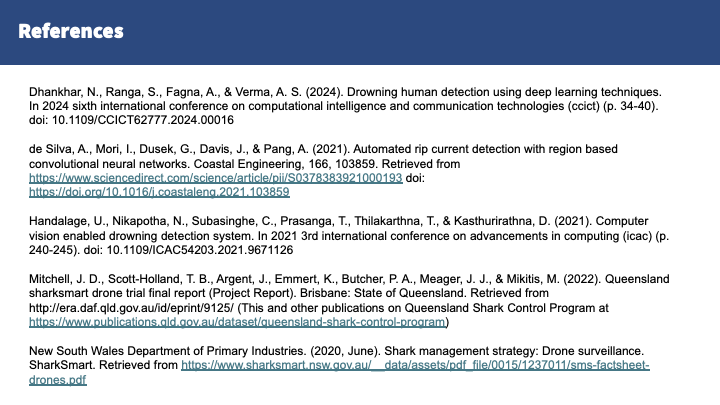 References
Dhankhar, N., Ranga, S., Fagna, A., & Verma, A. S. (2024). Drowning human detection using deep learning techniques.
In 2024 sixth international conference on computational intelligence and communication technologies (ccict) (p. 34-40).
doi: 10.1109/CCICT62777.2024.00016
de Silva, A., Mori, I., Dusek, G., Davis, J., & Pang, A. (2021). Automated rip current detection with region based
convolutional neural networks. Coastal Engineering, 166, 103859. Retrieved from
https://www.sciencedirect.com/science/article/pii/S0378383921000193 doi:
https://doi.org/10.1016/j.coastaleng.2021.103859
Handalage, U., Nikapotha, N., Subasinghe, C., Prasanga, T., Thilakarthna, T., & Kasthurirathna, D. (2021). Computer
vision enabled drowning detection system. In 2021 3rd international conference on advancements in computing (icac) (p.
240-245). doi: 10.1109/ICAC54203.2021.9671126
Mitchell, J. D., Scott-Holland, T. B., Argent, J., Emmert, K., Butcher, P. A., Meager, J. J., & Mikitis, M. (2022). Queensland
sharksmart drone trial final report (Project Report). Brisbane: State of Queensland. Retrieved from
http://era.daf.qld.gov.au/id/eprint/9125/ (This and other publications on Queensland Shark Control Program at
https://www.publications.qld.gov.au/dataset/queensland-shark-control-program)
New South Wales Department of Primary Industries. (2020, June). Shark management strategy: Drone surveillance.
SharkSmart. Retrieved from https://www.sharksmart.nsw.gov.au/__data/assets/pdf_file/0015/1237011/sms-factsheet-
drones.pdf